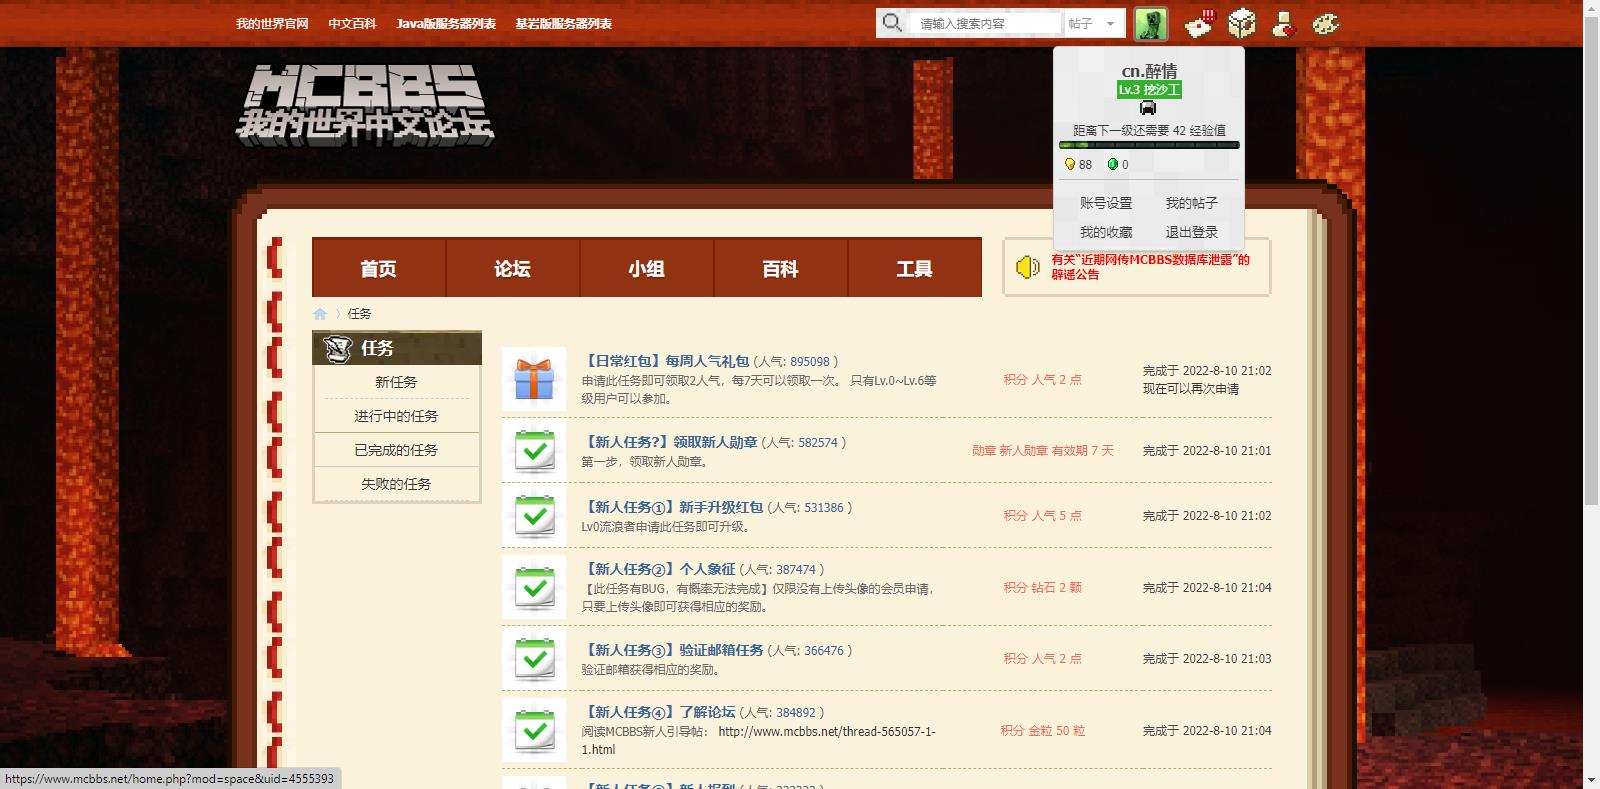 我的世界官网 中文百科 Java版服务器列表 基岩版服务器列表
请输入搜索内容 帖子
MCBBS
我的世界中文论坛
cn.醉情
Lv.3 挖沙工
距离下一级还需要 42 经验值
88 0
账号设置 我的帖子
我的收藏 退出登录
首页 论坛 小组 百科 工具
有关“近期网传MCBBS数据库泄露”的
辟谣公告
任务
任务
新任务
进行中的任务
已完成的任务
失败的任务
【日常红包】每周人气礼包 (人气: 895098 )
申请此任务即可领取2人气，每7天可以领取一次。 只有Lv.0~Lv.6等
级用户可以参加。
积分 人气 2 点
完成于 2022-8-10 21:02
现在可以再次申请
【新人任务?】领取新人勋章 (人气: 582574 )
第一步，领取新人勋章。
勋章 新人勋章 有效期 7 天
完成于 2022-8-10 21:01
【新人任务①】新手升级红包 (人气: 531386 )
Lv0流浪者申请此任务即可升级。
积分 人气 5 点
完成于 2022-8-10 21:02
【新人任务②】个人象征 (人气: 387474 )
【此任务有BUG，有概率无法完成】仅限没有上传头像的会员申请，
只要上传头像即可获得相应的奖励。
积分 钻石 2 颗
完成于 2022-8-10 21:04
【新人任务③】验证邮箱任务 (人气: 366476 )
验证邮箱获得相应的奖励。
积分 人气 2 点
完成于 2022-8-10 21:03
【新人任务④】了解论坛 (人气: 384892 )
阅读MCBBS新人引导帖： http://www.mcbbs.net/thread-565057-1-
1.html
积分 金粒 50 粒
完成于 2022-8-10 21:04
https://www.mcbbs.net/home.php?mod=space&uid=4555393